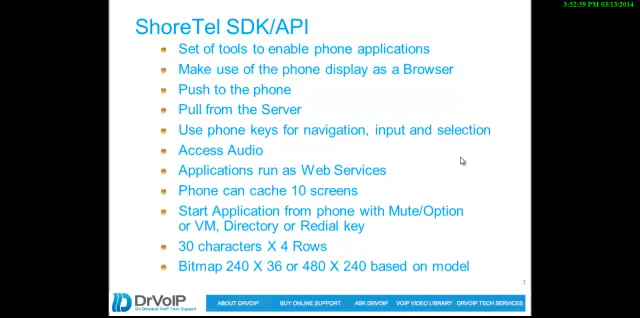 3:52:59 PM 03/13/2014
ShoreTel SDK/API
Set of tools to enable phone applications
Make use of the phone display as a Browser
Push to the phone
Pull from the Server
Use phone keys for navigation, input and selection
Access Audio
Applications run as Web Services
Phone can cache 10 screens
Start Application from phone with Mute/Option
or VM, Directory or Redial key
30 characters X 4 Rows
Bitmap 240 X 36 or 480 X 240 based on model
3
DrVoIP
On Demand VoIP Tech Support
ABOUT DRVOIP BUY ONLINE SUPPORT ASK DRVOIP VOIP VIDEO LIBRARY DRVOIP TECH SERVICES